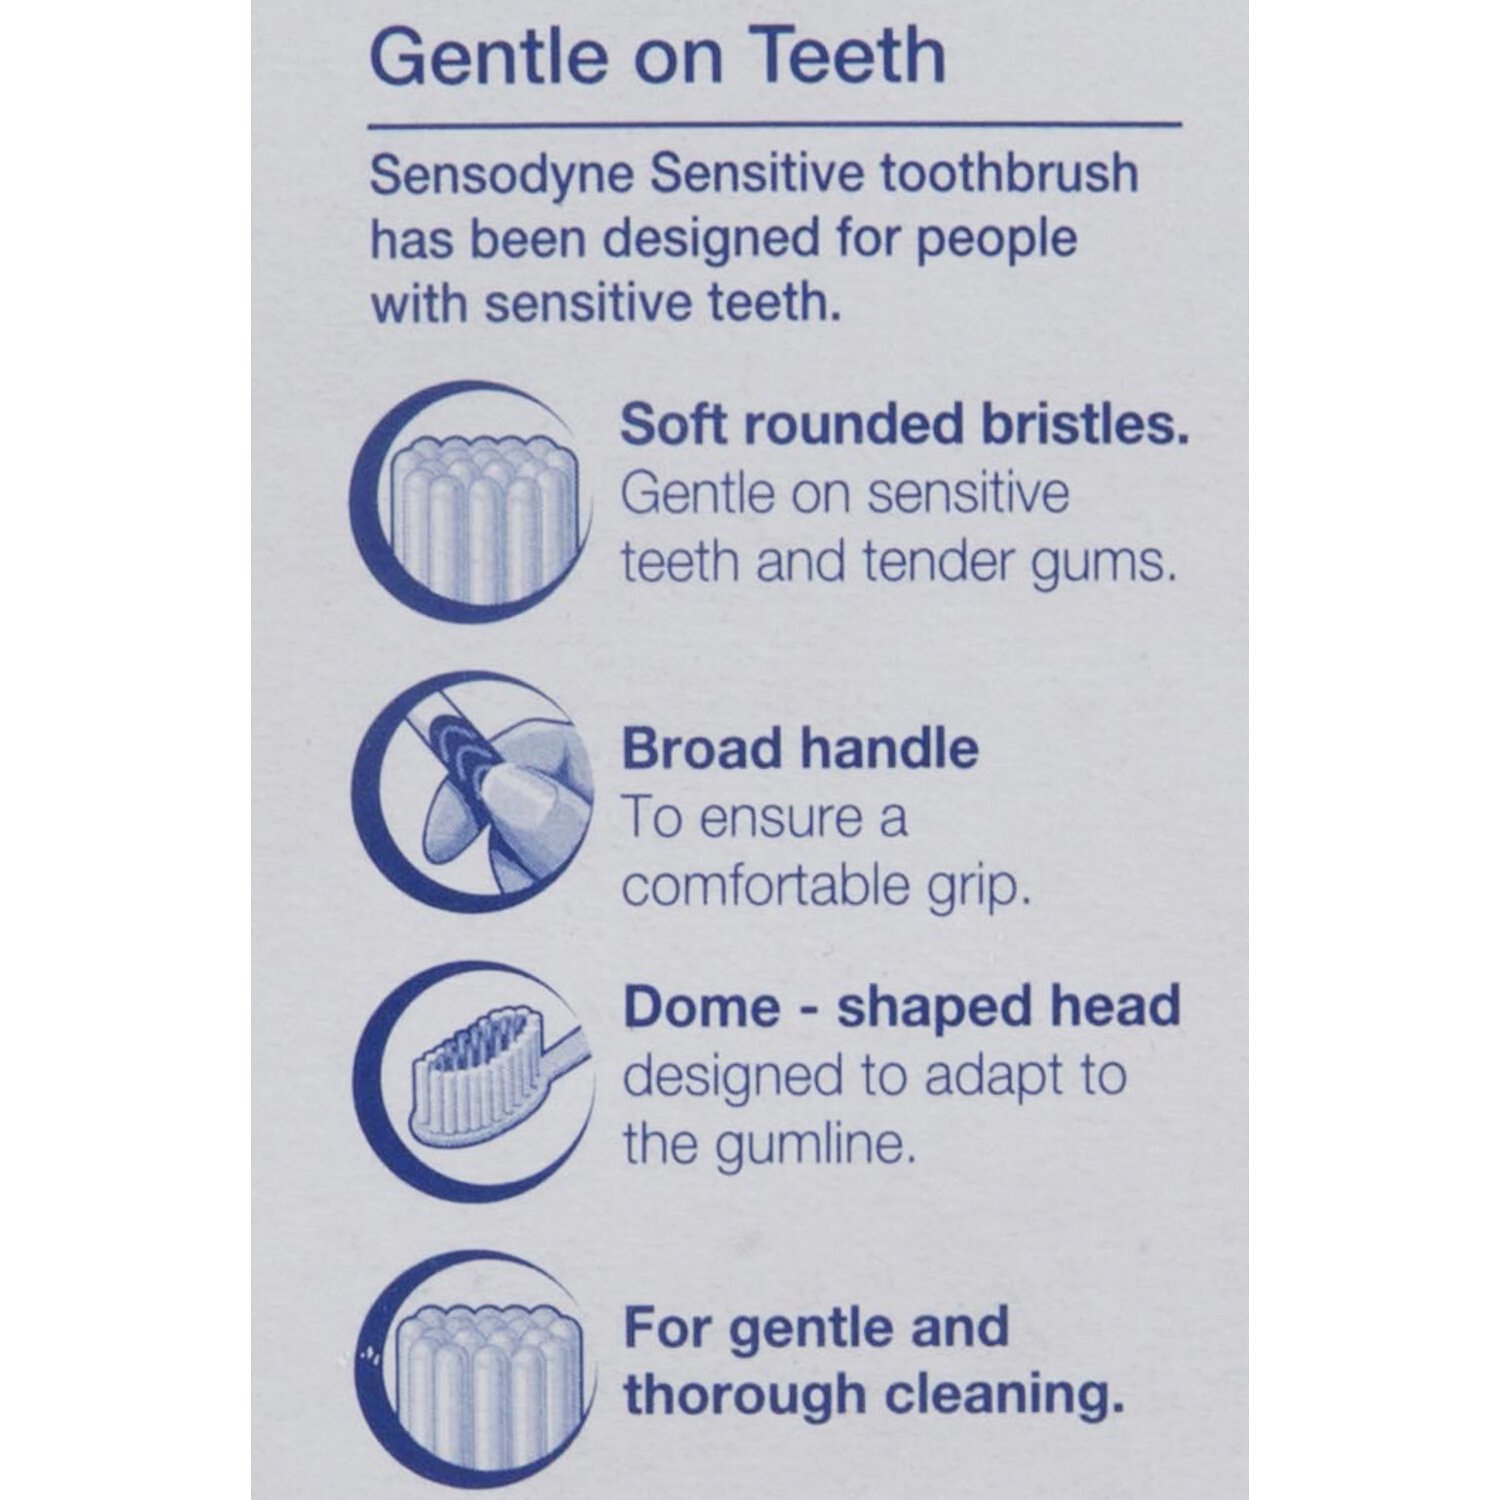 Gentle on Teeth
Sensodyne Sensitive toothbrush
has been designed for people
with sensitive teeth.
Soft rounded bristles.
Gentle on sensitive
teeth and tender gums.
Broad handle
To ensure a
comfortable grip.
Dome - shaped head
designed to adapt to
the gumline.
For gentle and
thorough cleaning.